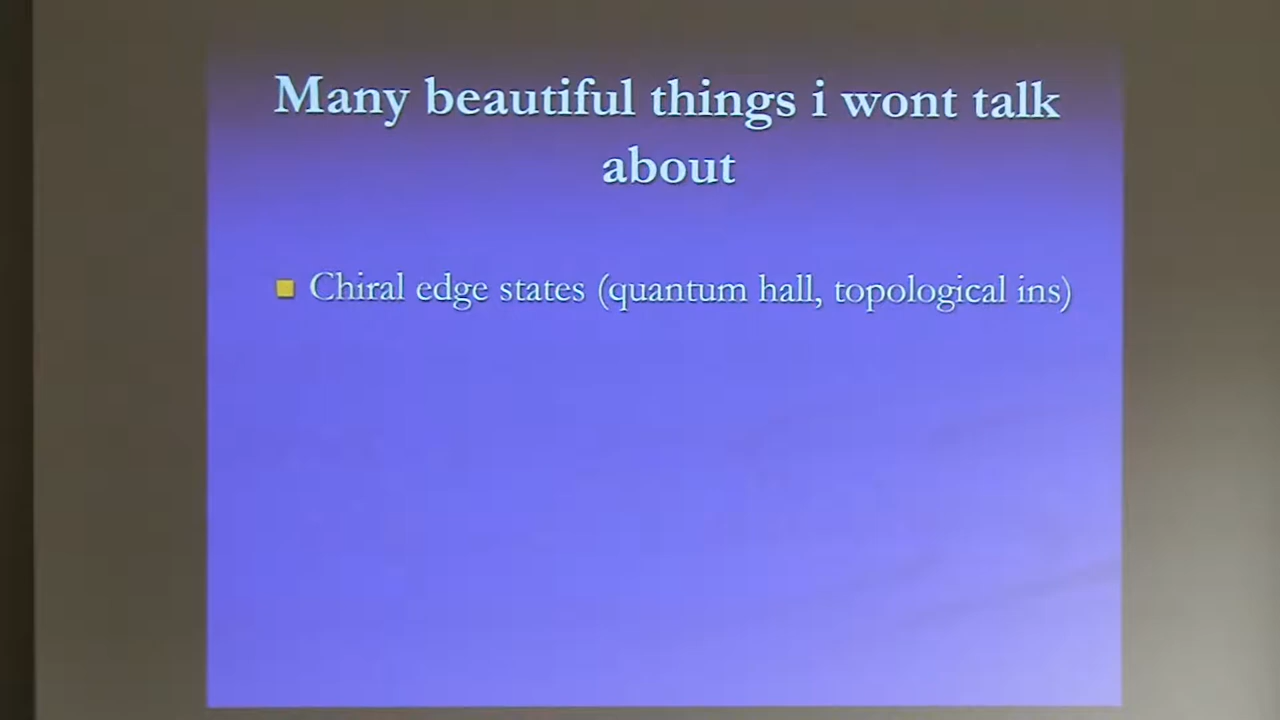 Many beautiful things i wont talk
about
Chiral edge states (quantum hall, topological ins)